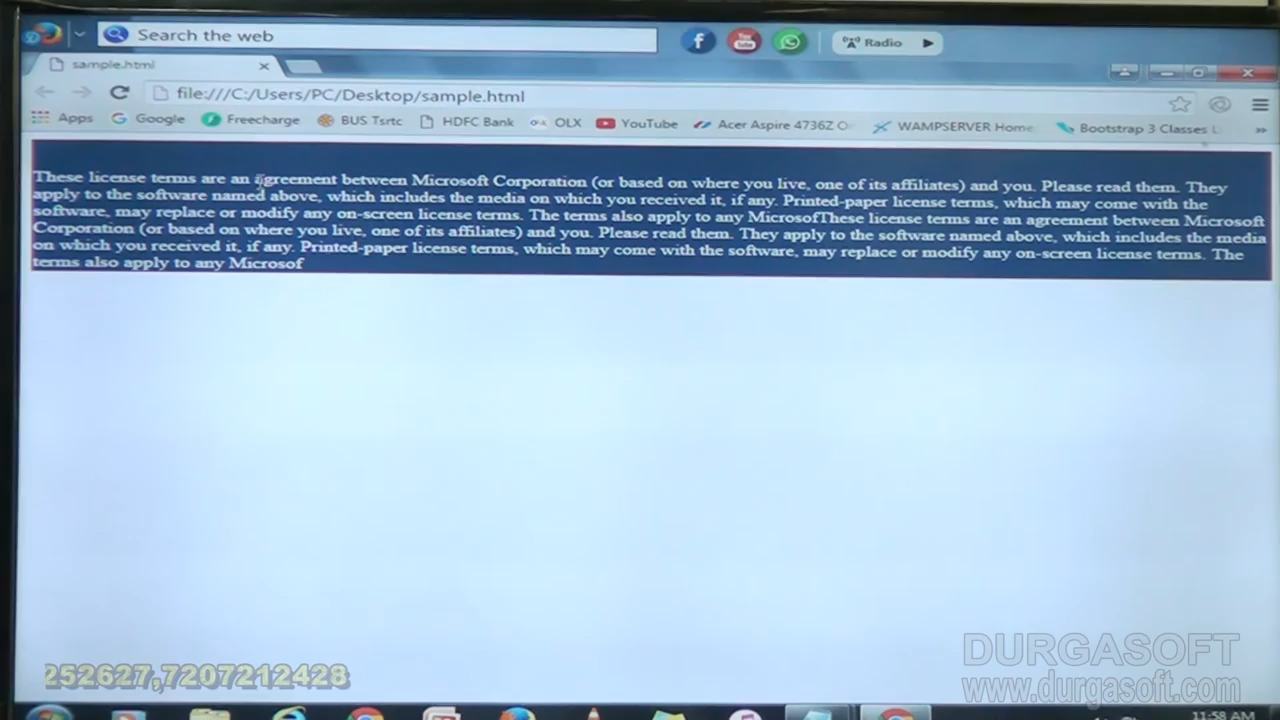 Search the web
Radio
sample.html
file:///C:/Users/PC/Desktop/sample.html
Apps Google Freecharge BUS Tsrtc HDFC Bank OLX YouTube Acer Aspire 4736Z WAMPSERVER Home Bootstrap 3 Classes
These license terms are an agreement between Microsoft Corporation (or based on where you live, one of its affiliates) and you. Please read them. They
apply to the software named above, which includes the media on which you received it, if any. Printed-paper license terms, which may come with the
software, may replace or modify any on-screen license terms. The terms also apply to any MicrosofThese license terms are an agreement between Microsoft
Corporation (or based on where you live, one of its affiliates) and you. Please read them. They apply to the software named above, which includes the media
on which you received it, if any. Printed-paper license terms, which may come with the software, may replace or modify any on-screen license terms. The
terms also apply to any Microsof
DURGASOFT
252627,7207212428
www.durgasoft.com
11:58 AM